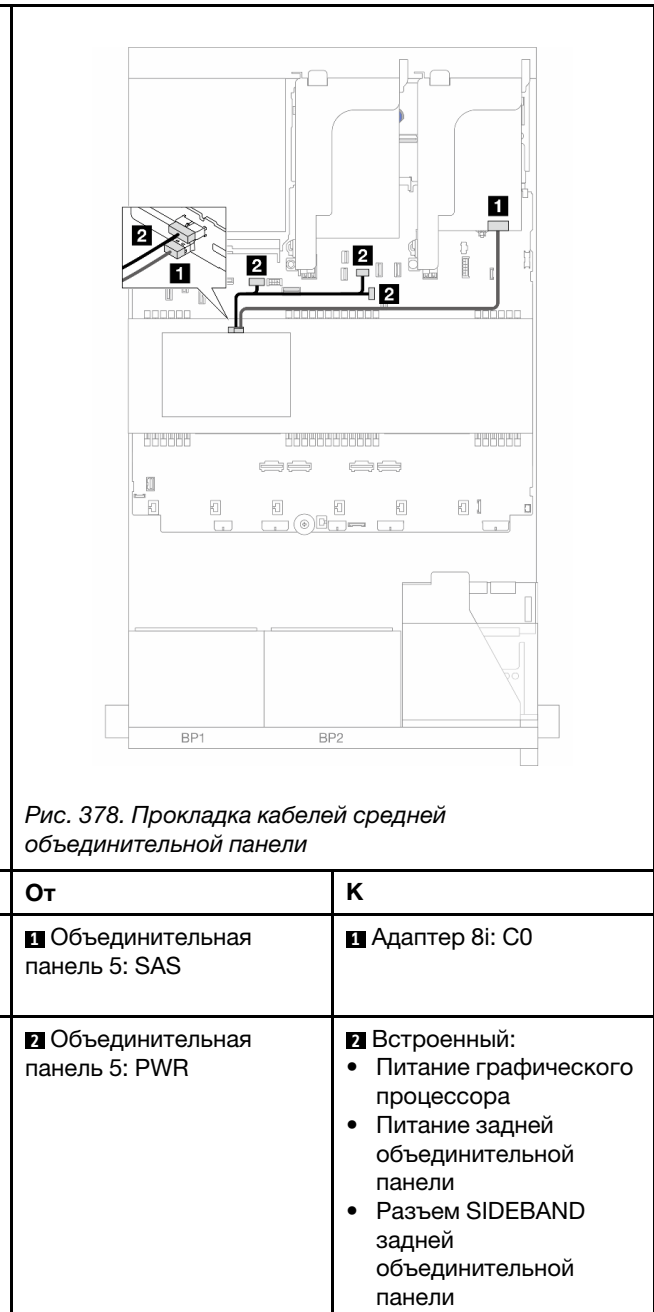 1
2
1
2
2
2
BP1 BP2
Рис. 378. Прокладка кабелей средней
объединительной панели
От
К
1 Объединительная
панель 5: SAS
1 Адаптер 8i: C0
2 Объединительная
панель 5: PWR
2 Встроенный:
• Питание графического
процессора
• Питание задней
объединительной
панели
• Разъем SIDEBAND
задней
объединительной
панели